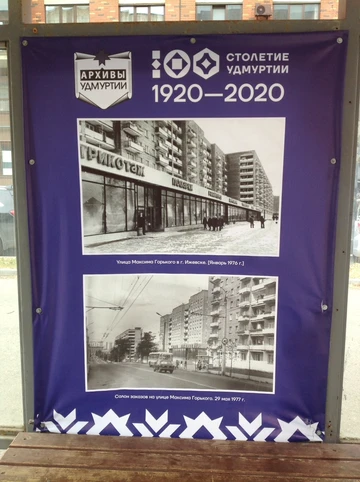 АРХИВЫ
УДМУРТИИ
100
СТОЛЕТИЕ
УДМУРТИИ
1920—2020
ТРИКОТАЖ
Улица Максима Горького в г. Ижевске. [Январь 1976 г.]
Салон заказов на улице Максима Горького. 29 мая 1977 г.